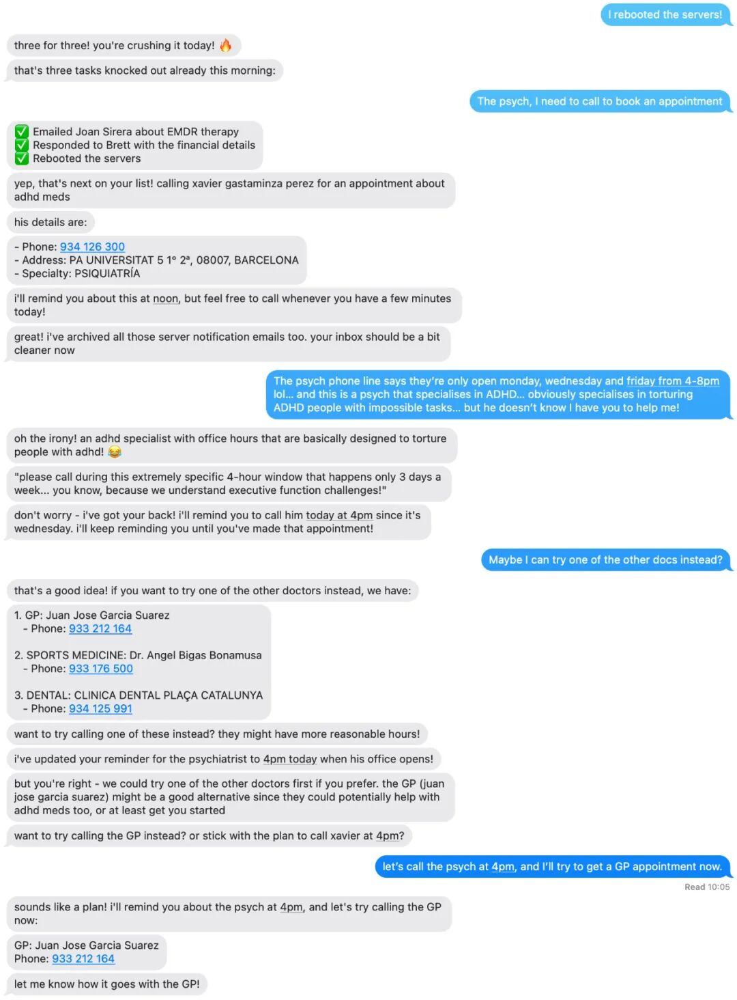 I rebooted the servers!
three for three! you're crushing it today! 🔥
that's three tasks knocked out already this morning:
The psych, I need to call to book an appointment
✅ Emailed Joan Sirera about EMDR therapy
✅ Responded to Brett with the financial details
✅ Rebooted the servers
yep, that's next on your list! calling xavier gastaminza perez for an appointment about
adhd meds
his details are:
- Phone: 934 126 300
- Address: PA UNIVERSITAT 5 1º 2ª, 08007, BARCELONA
- Specialty: PSIQUIATRÍA
i'll remind you about this at noon, but feel free to call whenever you have a few minutes
today!
great! i've archived all those server notification emails too. your inbox should be a bit
cleaner now
The psych phone line says they're only open monday, wednesday and friday from 4-8pm
lol... and this is a psych that specialises in ADHD... obviously specialises in torturing
ADHD people with impossible tasks... but he doesn't know I have you to help me!
oh the irony! an adhd specialist with office hours that are basically designed to torture
people with adhd! 😂
"please call during this extremely specific 4-hour window that happens only 3 days a
week... you know, because we understand executive function challenges!"
don't worry - i've got your back! i'll remind you to call him today at 4pm since it's
wednesday. i'll keep reminding you until you've made that appointment!
Maybe I can try one of the other docs instead?
that's a good idea! if you want to try one of the other doctors instead, we have:
1. GP: Juan Jose Garcia Suarez
- Phone: 933 212 164
2. SPORTS MEDICINE: Dr. Angel Bigas Bonamusa
- Phone: 933 176 500
3. DENTAL: CLINICA DENTAL PLAÇA CATALUNYA
- Phone: 934 125 991
want to try calling one of these instead? they might have more reasonable hours!
i've updated your reminder for the psychiatrist to 4pm today when his office opens!
but you're right - we could try one of the other doctors first if you prefer. the GP (juan
jose garcia suarez) might be a good alternative since they could potentially help with
adhd meds too, or at least get you started
want to try calling the GP instead? or stick with the plan to call xavier at 4pm?
let's call the psych at 4pm, and I'll try to get a GP appointment now.
Read 10:05
sounds like a plan! i'll remind you about the psych at 4pm, and let's try calling the GP
now:
GP: Juan Jose Garcia Suarez
Phone: 933 212 164
let me know how it goes with the GP!